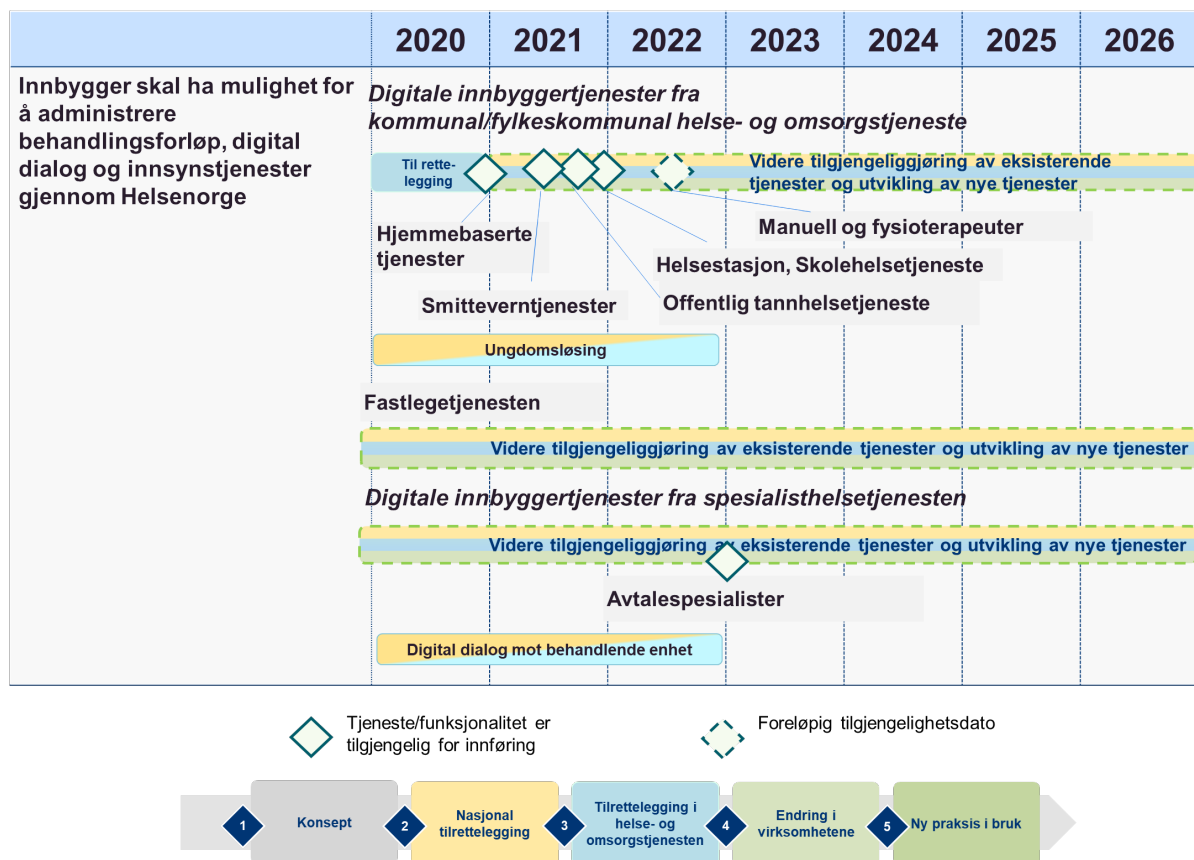 2020 2021 2022 2023 2024 2025 2026
Innbygger skal ha mulighet for
å administrere
behandlingsforløp, digital
dialog og innsynstjenester
gjennom Helsenorge
Digitale innbyggertjenester fra
kommunal/fylkeskommunal helse- og omsorgstjeneste
Til rette-
legging
Videre tilgjengeliggjøring av eksisterende
tjenester og utvikling av nye tjenester
Hjemmebaserte
tjenester
Manuell og fysioterapeuter
Helsestasjon, Skolehelsetjeneste
Smitteverntjenester
Offentlig tannhelsetjeneste
Ungdomsløsing
Fastlegetjenesten
Videre tilgjengeliggjøring av eksisterende tjenester og utvikling av nye tjenester
Digitale innbyggertjenester fra spesialisthelsetjenesten
Videre tilgjengeliggjøring av eksisterende tjenester og utvikling av nye tjenester
Avtalespesialister
Digital dialog mot behandlende enhet
Tjeneste/funksjonalitet er
tilgjengelig for innføring
Foreløpig tilgjengelighetsdato
1
Konsept
2
Nasjonal
tilrettelegging
3
Tilrettelegging i
helse- og
omsorgstjenesten
4
Endring i
virksomhetene
5
Ny praksis i bruk